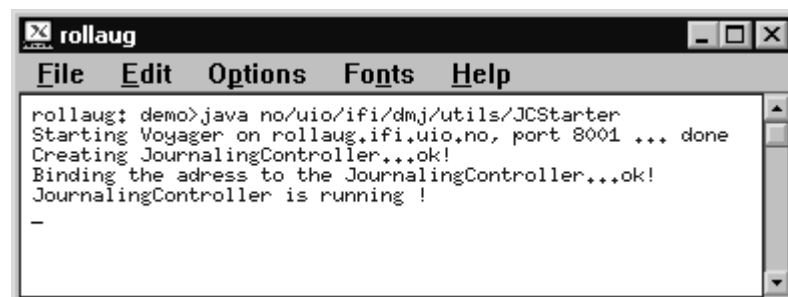 rollaug
File Edit Options Fonts Help
rollaug: demo>java no/uio/ifi/dmj/utils/JCStarter
Starting Voyager on rollaug.ifi.uio.no, port 8001 ... done
Creating JournalingController...ok!
Binding the adress to the JournalingController...ok!
JournalingController is running !
_